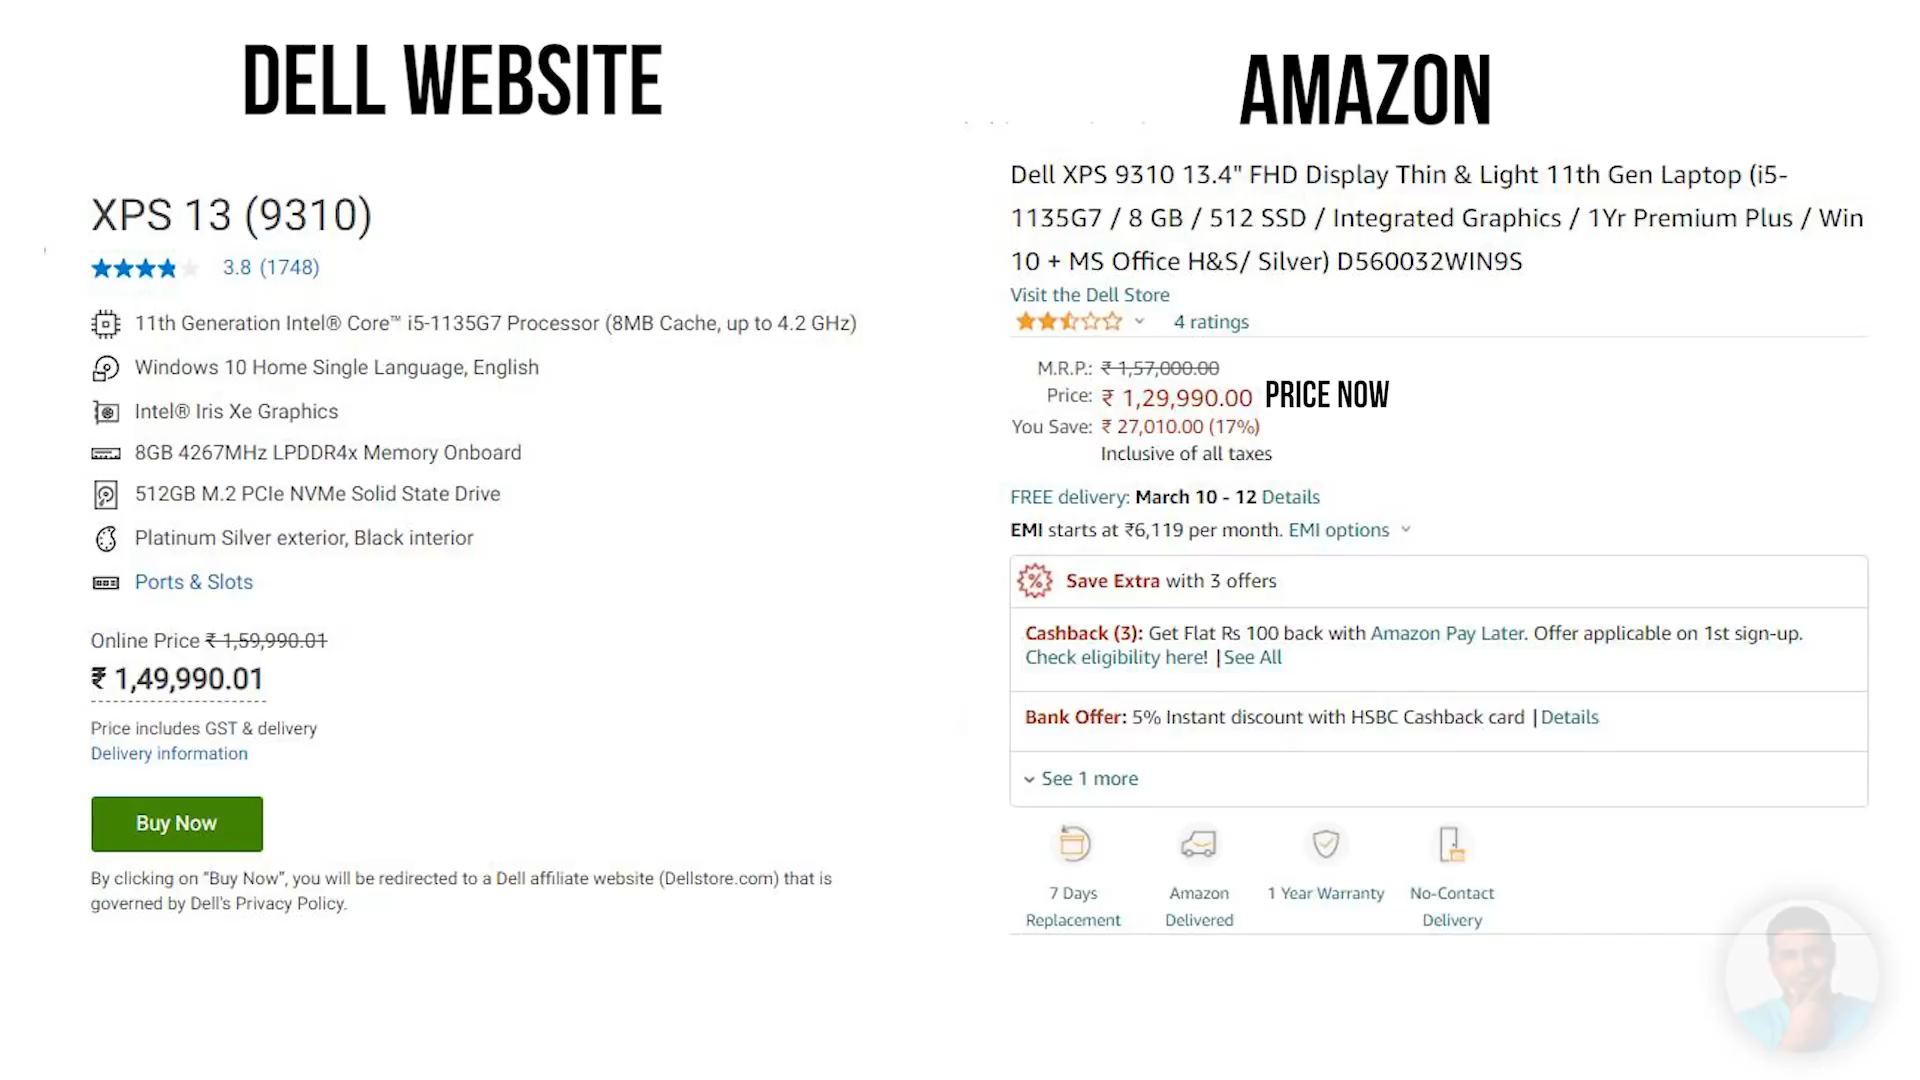 DELL WEBSITE
XPS 13 (9310)
3.8 (1748)
11th Generation Intel® Core™ i5-1135G7 Processor (8MB Cache, up to 4.2 GHz)
Windows 10 Home Single Language, English
Intel® Iris Xe Graphics
8GB 4267MHz LPDDR4x Memory Onboard
512GB M.2 PCIe NVMe Solid State Drive
Platinum Silver exterior, Black interior
Ports & Slots
Online Price ₹ 1,59,990.01
₹ 1,49,990.01
Price includes GST & delivery
Delivery information
Buy Now
By clicking on “Buy Now”, you will be redirected to a Dell affiliate website (Dellstore.com) that is
governed by Dell's Privacy Policy.
AMAZON
Dell XPS 9310 13.4" FHD Display Thin & Light 11th Gen Laptop (i5-
1135G7 / 8 GB / 512 SSD / Integrated Graphics / 1Yr Premium Plus / Win
10 + MS Office H&S/ Silver) D560032WIN9S
Visit the Dell Store
4 ratings
M.R.P.: ₹ 1,57,000.00
Price: ₹ 1,29,990.00 PRICE NOW
You Save: ₹ 27,010.00 (17%)
Inclusive of all taxes
FREE delivery: March 10 - 12 Details
EMI starts at ₹6,119 per month. EMI options
Save Extra with 3 offers
Cashback (3): Get Flat Rs 100 back with Amazon Pay Later. Offer applicable on 1st sign-up.
Check eligibility here! | See All
Bank Offer: 5% Instant discount with HSBC Cashback card | Details
See 1 more
7 Days
Replacement
Amazon
Delivered
1 Year Warranty
No-Contact
Delivery